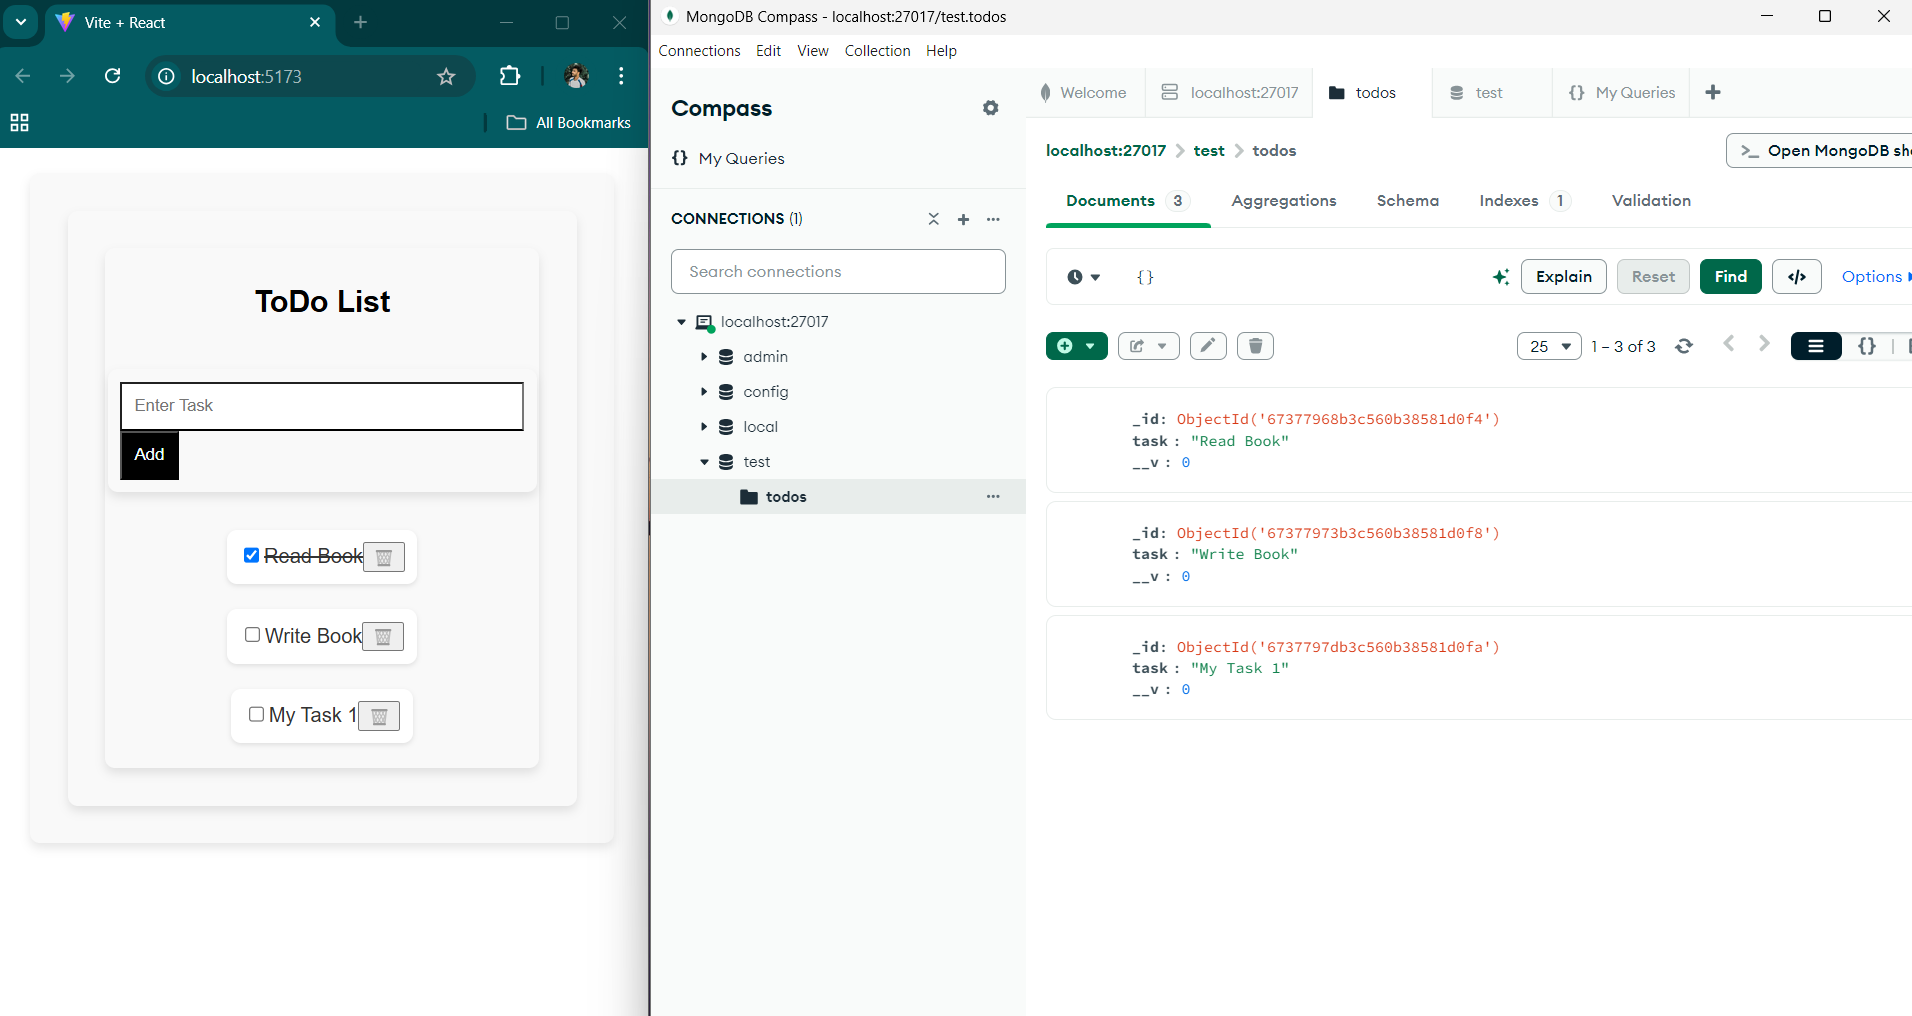 Vite + React
localhost:5173
All Bookmarks
ToDo List
Enter Task
Add
Read Book
Write Book
My Task 1
MongoDB Compass - localhost:27017/test.todos
Connections Edit View Collection Help
Compass
{} My Queries
CONNECTIONS (1)
Search connections
localhost:27017
admin
config
local
test
todos
Welcome localhost:27017 todos test {} My Queries
localhost:27017 > test > todos
>_ Open MongoDB she
Documents 3 Aggregations Schema Indexes 1 Validation
{} Explain Reset Find </> Options
25 1 – 3 of 3 {}
_id: ObjectId('67377968b3c560b38581d0f4')
task : "Read Book"
__v : 0
_id: ObjectId('67377973b3c560b38581d0f8')
task : "Write Book"
__v : 0
_id: ObjectId('6737797db3c560b38581d0fa')
task : "My Task 1"
__v : 0